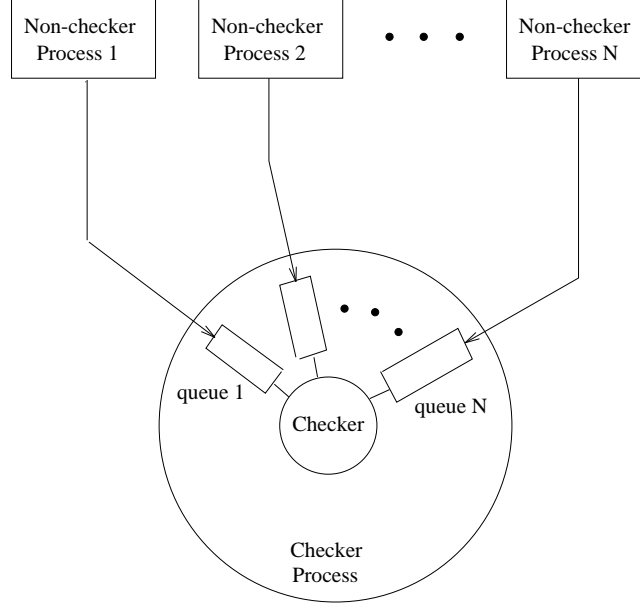 Non-checker
Process 1
Non-checker
Process 2
Non-checker
Process N
queue 1
queue N
Checker
Checker
Process